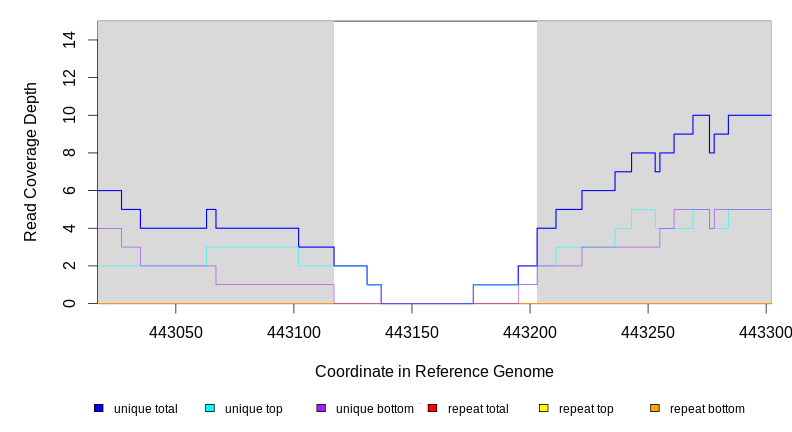 14
12
10
8
6
4
2
0
Read Coverage Depth
443050 443100 443150 443200 443250 443300
Coordinate in Reference Genome
unique total unique top unique bottom repeat total repeat top repeat bottom